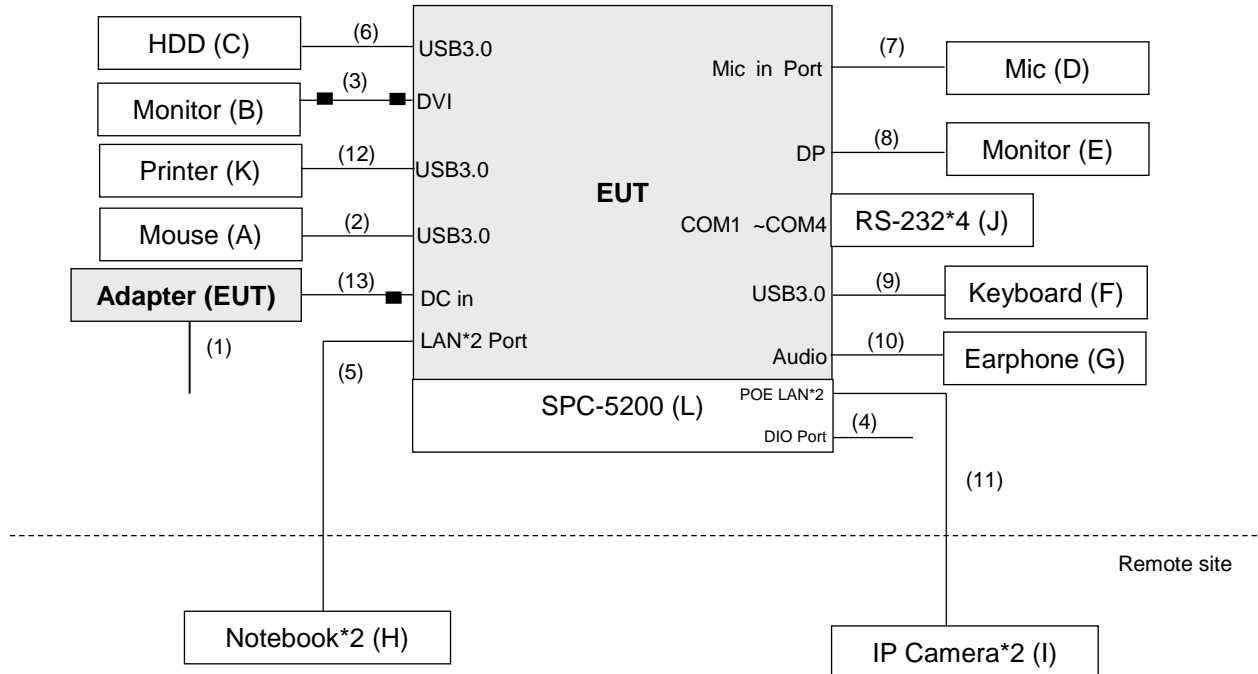 HDD (C)
(6)
USB3.0
Monitor (B)
(3)
DVI
Printer (K)
(12)
USB3.0
Mouse (A)
(2)
USB3.0
Adapter (EUT)
(13)
DC in
(1)
LAN*2 Port
(5)
EUT
Mic in Port
(7)
Mic (D)
DP
(8)
Monitor (E)
COM1 ~COM4
RS-232*4 (J)
USB3.0
(9)
Keyboard (F)
Audio
(10)
Earphone (G)
SPC-5200 (L)
POE LAN*2
DIO Port
(4)
(11)
Remote site
Notebook*2 (H)
IP Camera*2 (I)